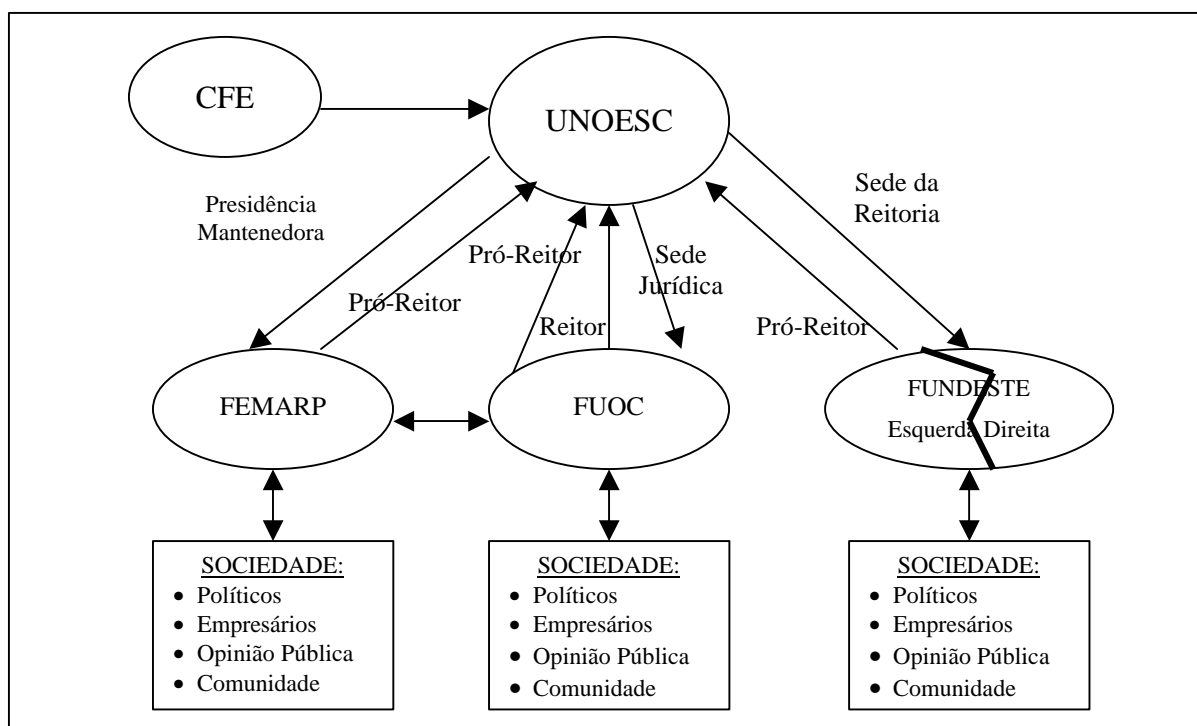 CFE
UNOESC
Presidência
Mantenedora
Sede da
Reitoria
Pró-Reitor
Sede
Jurídica
Pró-Reitor
Reitor
Pró-Reitor
FEMARP
FUOC
FUNDESTE
Esquerda Direita
SOCIEDADE:
• Políticos
• Empresários
• Opinião Pública
• Comunidade
SOCIEDADE:
• Políticos
• Empresários
• Opinião Pública
• Comunidade
SOCIEDADE:
• Políticos
• Empresários
• Opinião Pública
• Comunidade